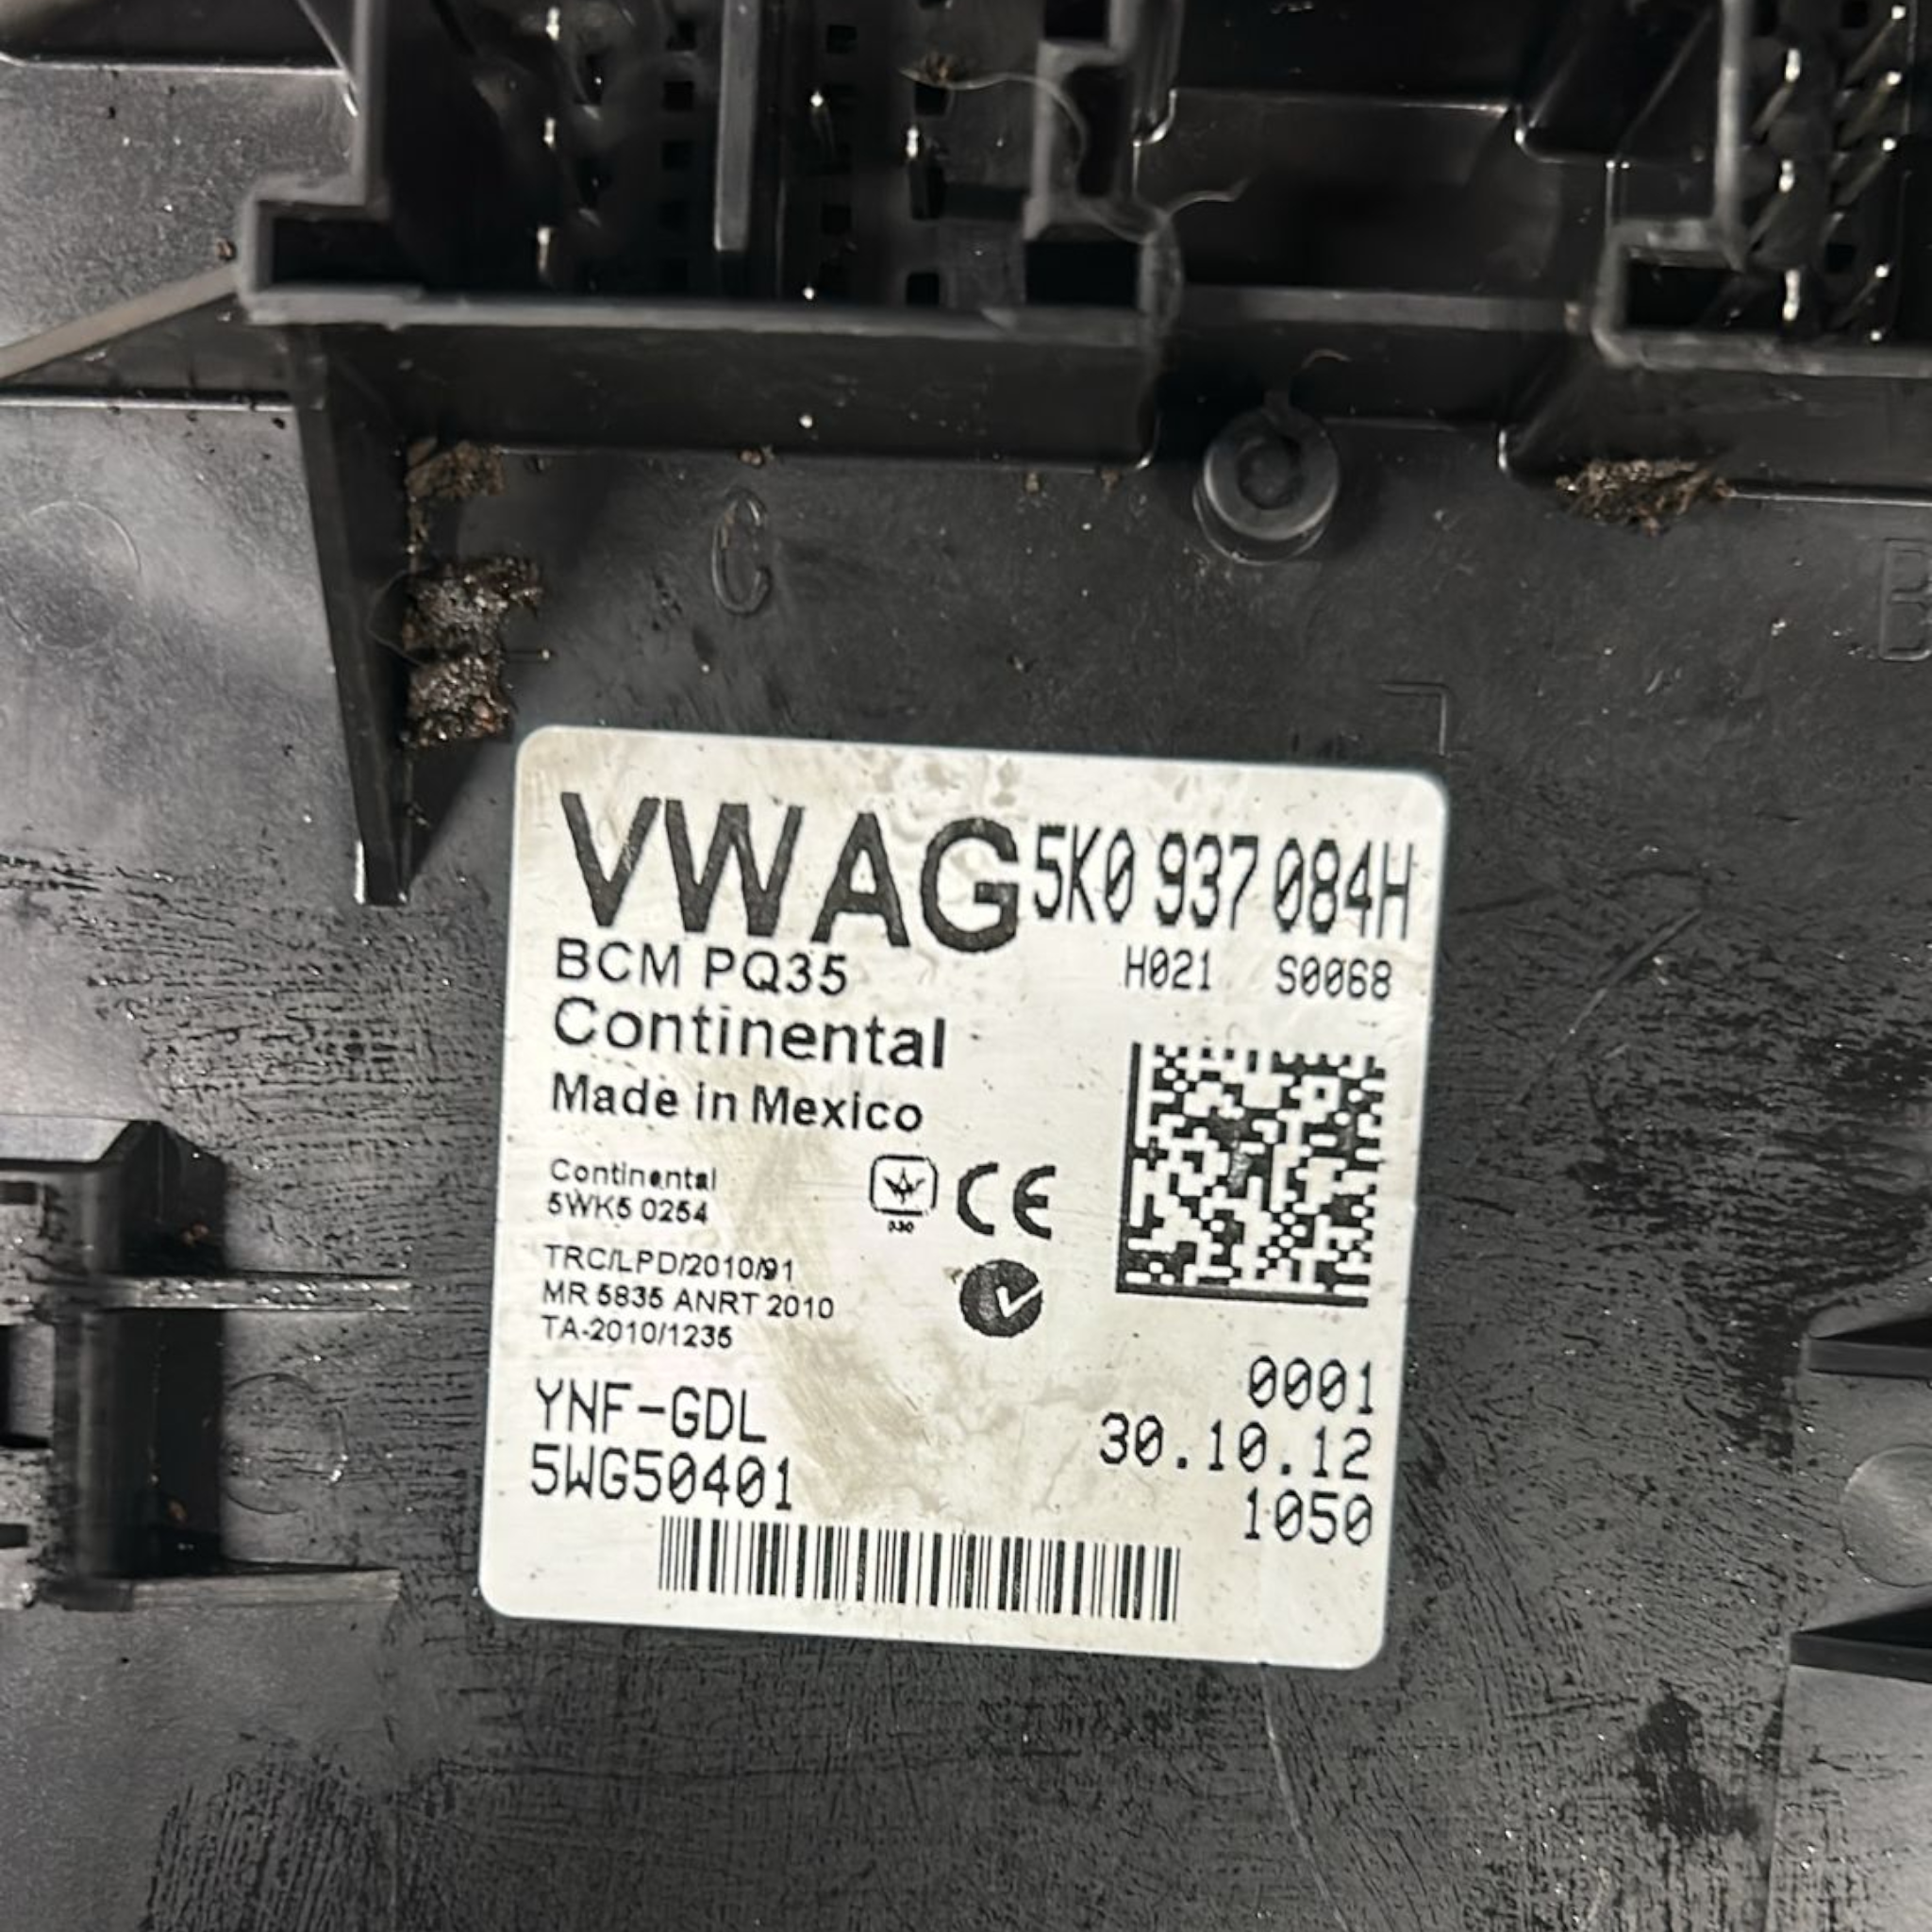 C
B
VWAG 5K0 937 084H
BCM PQ35 H021 S0068
Continental
Made in Mexico
Continental
5WK5 0254
CE
030
TRC/LPD/2010/91
MR 5835 ANRT 2010
TA-2010/1235
0001
YNF-GDL 30.10.12
5WG50401 1050